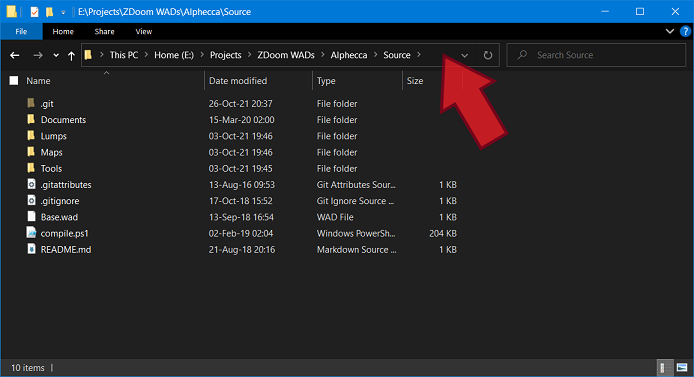 E:\Projects\ZDoom WADs\Alphecca\Source
File Home Share View
This PC Home (E:) Projects ZDoom WADs Alphecca Source Search Source
Name Date modified Type Size
.git 26-Oct-21 20:37 File folder
Documents 15-Mar-20 02:00 File folder
Lumps 03-Oct-21 19:46 File folder
Maps 03-Oct-21 19:46 File folder
Tools 03-Oct-21 19:45 File folder
.gitattributes 13-Aug-16 09:53 Git Attributes Sour... 1 KB
.gitignore 17-Oct-18 15:52 Git Ignore Source ... 1 KB
Base.wad 13-Sep-18 16:54 WAD File 1 KB
compile.ps1 02-Feb-19 02:04 Windows PowerSh... 204 KB
README.md 21-Aug-18 20:16 Markdown Source ... 1 KB
10 items